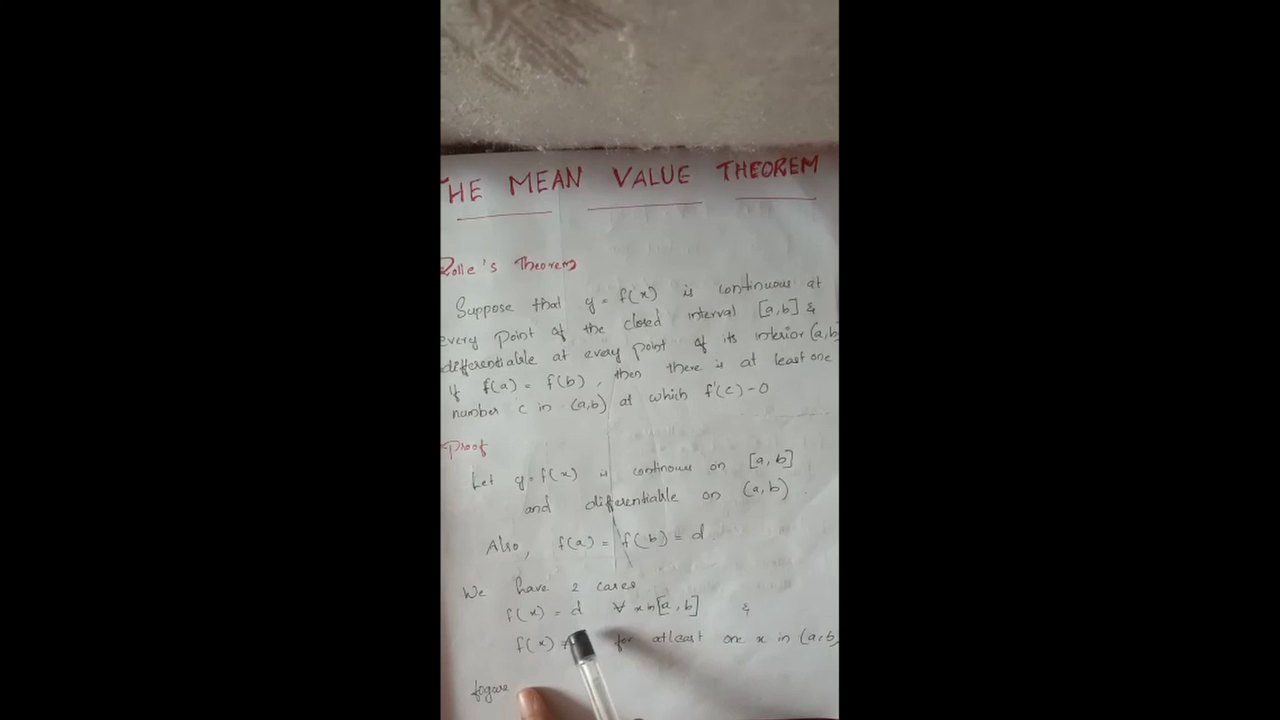 THE MEAN VALUE THEOREM
Rolle's Theorem
Suppose that y = f(x) is continuous at
every point of the closed interval [a,b] &
differentiable at every point of its interior (a,b)
If f(a) = f(b), then there is at least one
number c in (a,b) at which f'(c) - 0
Proof
Let y = f(x) is continous on [a, b]
and differentiable on (a, b)
Also, f(a) = f(b) = d
We have 2 cases
f(x) = d ∀ x in [a, b] &
f(x) ≠ for atleast one x in (a,b
figure